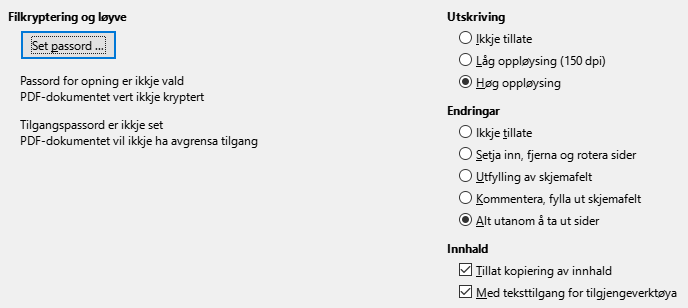 Filkryptering og løyve
Set passord ...
Passord for opning er ikkje vald
PDF-dokumentet vert ikkje kryptert
Tilgangspassord er ikkje set
PDF-dokumentet vil ikkje ha avgrensa tilgang
Utskriving
Ikkje tillate
Låg oppløysing (150 dpi)
Høg oppløysing
Endringar
Ikkje tillate
Setja inn, fjerna og rotera sider
Utfylling av skjemafelt
Kommentera, fylla ut skjemafelt
Alt utanom å ta ut sider
Innhald
Tillat kopiering av innhald
Med teksttilgang for tilgjengeverktøya